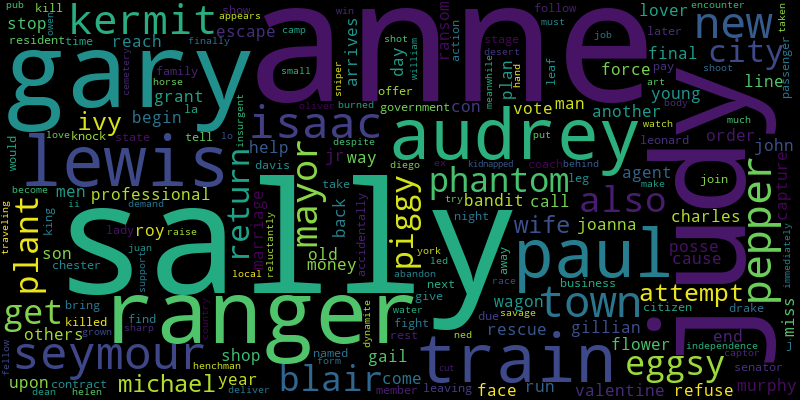 pub kill appears show follow win encounter taken
owen kermit stop resident time reach finally escape arrives day lover later new must
cemetery family small camp ransom action shot plan william meanwhile hand sniper final stage desert job city passenger
gary anne judy
horse art pay shoot leaf force line young
ivy grant la begin isaac con offer government vote man another body much
would love knock tell state lo oliver burned insurgent audrey order john watch
lewis help despite put leonard agent
men professional return jr way davis diego ex kidnapped coach behind leg make join capture
become demand king ii roy lady raise mayor take back accidentally piggy phantom try bandit call wife joanna charles posse cause pepper
traveling plant son juan support marriage reluctantly old night york led away race
chester local money abandon sally paul town miss immediately
bring killed find sharp grown country water next give due savage wagon business rescue attempt citizen drake
get ranger dynamite fight gillian independence
others flower end
fellow seymour shop named form rest train captor senator j
upon henchman gail eggsy
contract michael year blair come member leaving ned cut face run valentine refuse murphy
dean helen deliver also